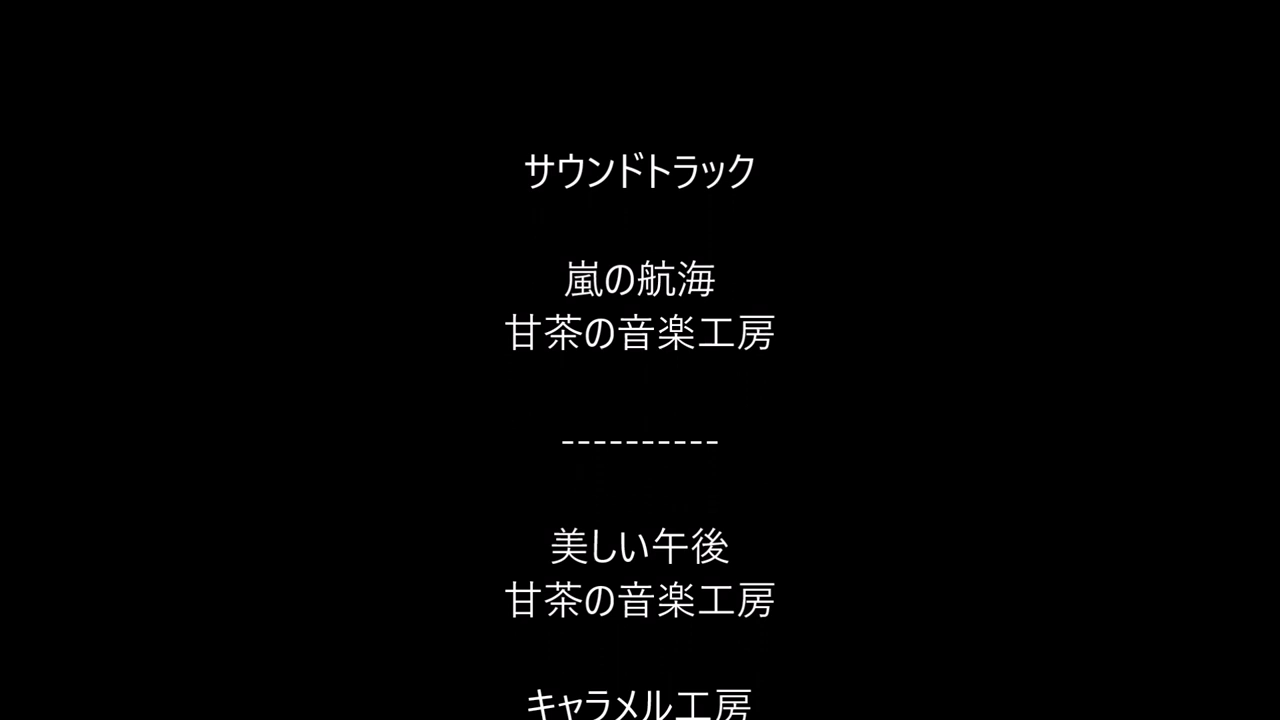 サウンドトラック
嵐の航海
甘茶の音楽工房
----------
美しい午後
甘茶の音楽工房
キャラメル工房